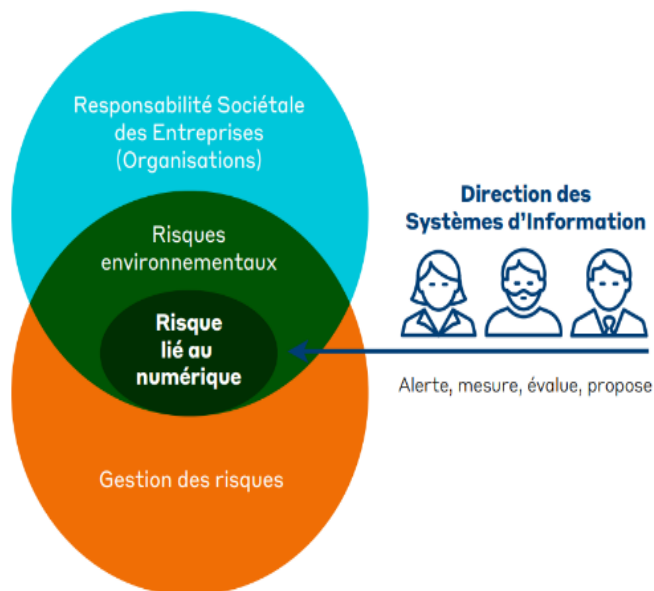 Responsabilité Sociétale
des Entreprises
(Organisations)
Risques
environnementaux
Risque
lié au
numérique
Gestion des risques
Direction des
Systèmes d'Information
Alerte, mesure, évalue, propose